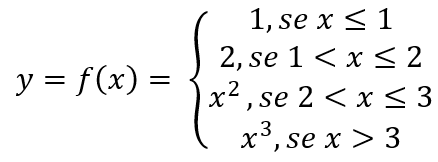 y = f(x) = { 1, se x ≤ 1
2, se 1 < x ≤ 2
x² , se 2 < x ≤ 3
x³, se x > 3